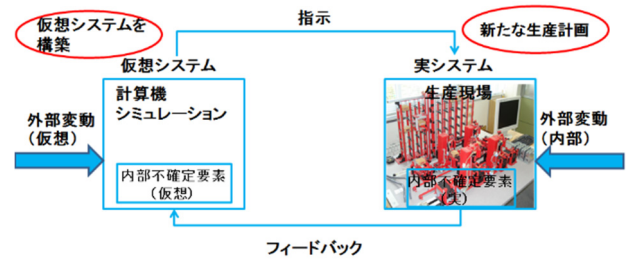 指示
仮想システムを
構築
新たな生産計画
仮想システム
実システム
計算機
シミュレーション
生産現場
外部変動
（仮想）
外部変動
（内部）
内部不確定要素
（仮想）
内部不確定要素
（実）
フィードバック